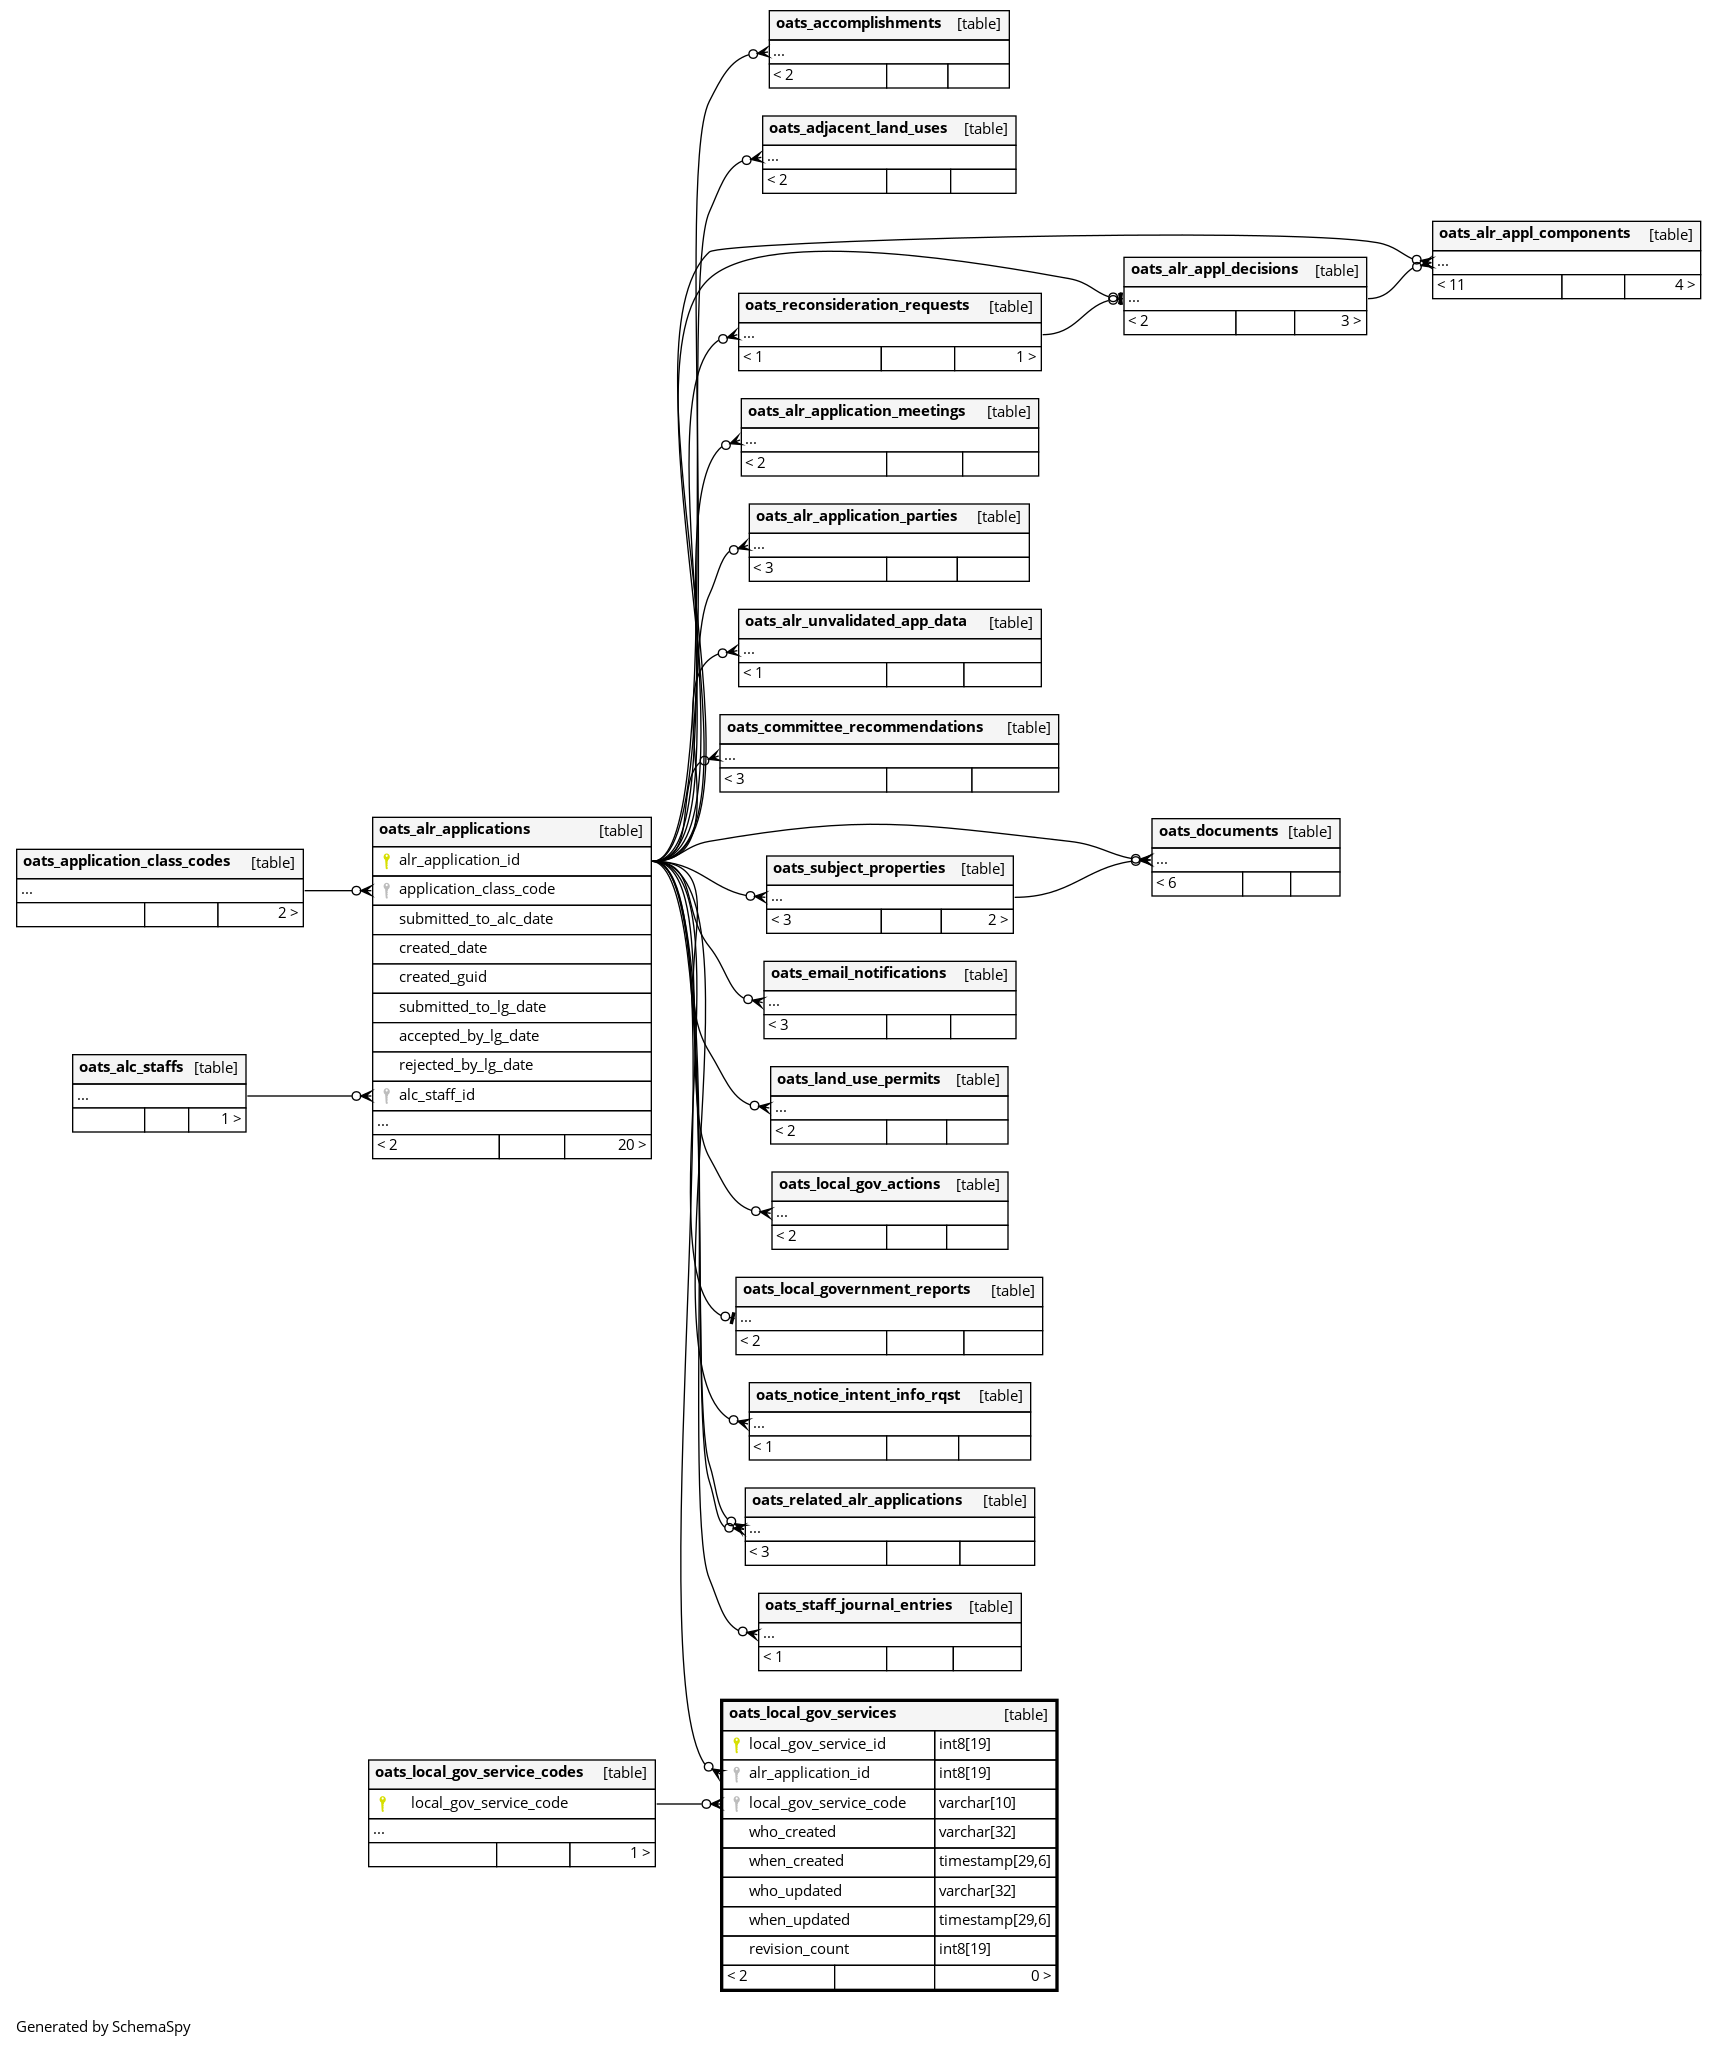 oats_accomplishments [table]
...
< 2
oats_adjacent_land_uses [table]
...
< 2
oats_alr_appl_components [table]
...
< 11 4 >
oats_alr_appl_decisions [table]
...
< 2 3 >
oats_reconsideration_requests [table]
...
< 1 1 >
oats_alr_application_meetings [table]
...
< 2
oats_alr_application_parties [table]
...
< 3
oats_alr_unvalidated_app_data [table]
...
< 1
oats_committee_recommendations [table]
...
< 3
oats_alr_applications [table]
alr_application_id
application_class_code
submitted_to_alc_date
created_date
created_guid
submitted_to_lg_date
accepted_by_lg_date
rejected_by_lg_date
alc_staff_id
...
< 2 20 >
oats_application_class_codes [table]
...
2 >
oats_alc_staffs [table]
...
1 >
oats_documents [table]
...
< 6
oats_subject_properties [table]
...
< 3 2 >
oats_email_notifications [table]
...
< 3
oats_land_use_permits [table]
...
< 2
oats_local_gov_actions [table]
...
< 2
oats_local_government_reports [table]
...
< 2
oats_notice_intent_info_rqst [table]
...
< 1
oats_related_alr_applications [table]
...
< 3
oats_staff_journal_entries [table]
...
< 1
oats_local_gov_services [table]
local_gov_service_id int8[19]
alr_application_id int8[19]
local_gov_service_code varchar[10]
who_created varchar[32]
when_created timestamp[29,6]
who_updated varchar[32]
when_updated timestamp[29,6]
revision_count int8[19]
< 2 0 >
oats_local_gov_service_codes [table]
local_gov_service_code
...
1 >
Generated by SchemaSpy